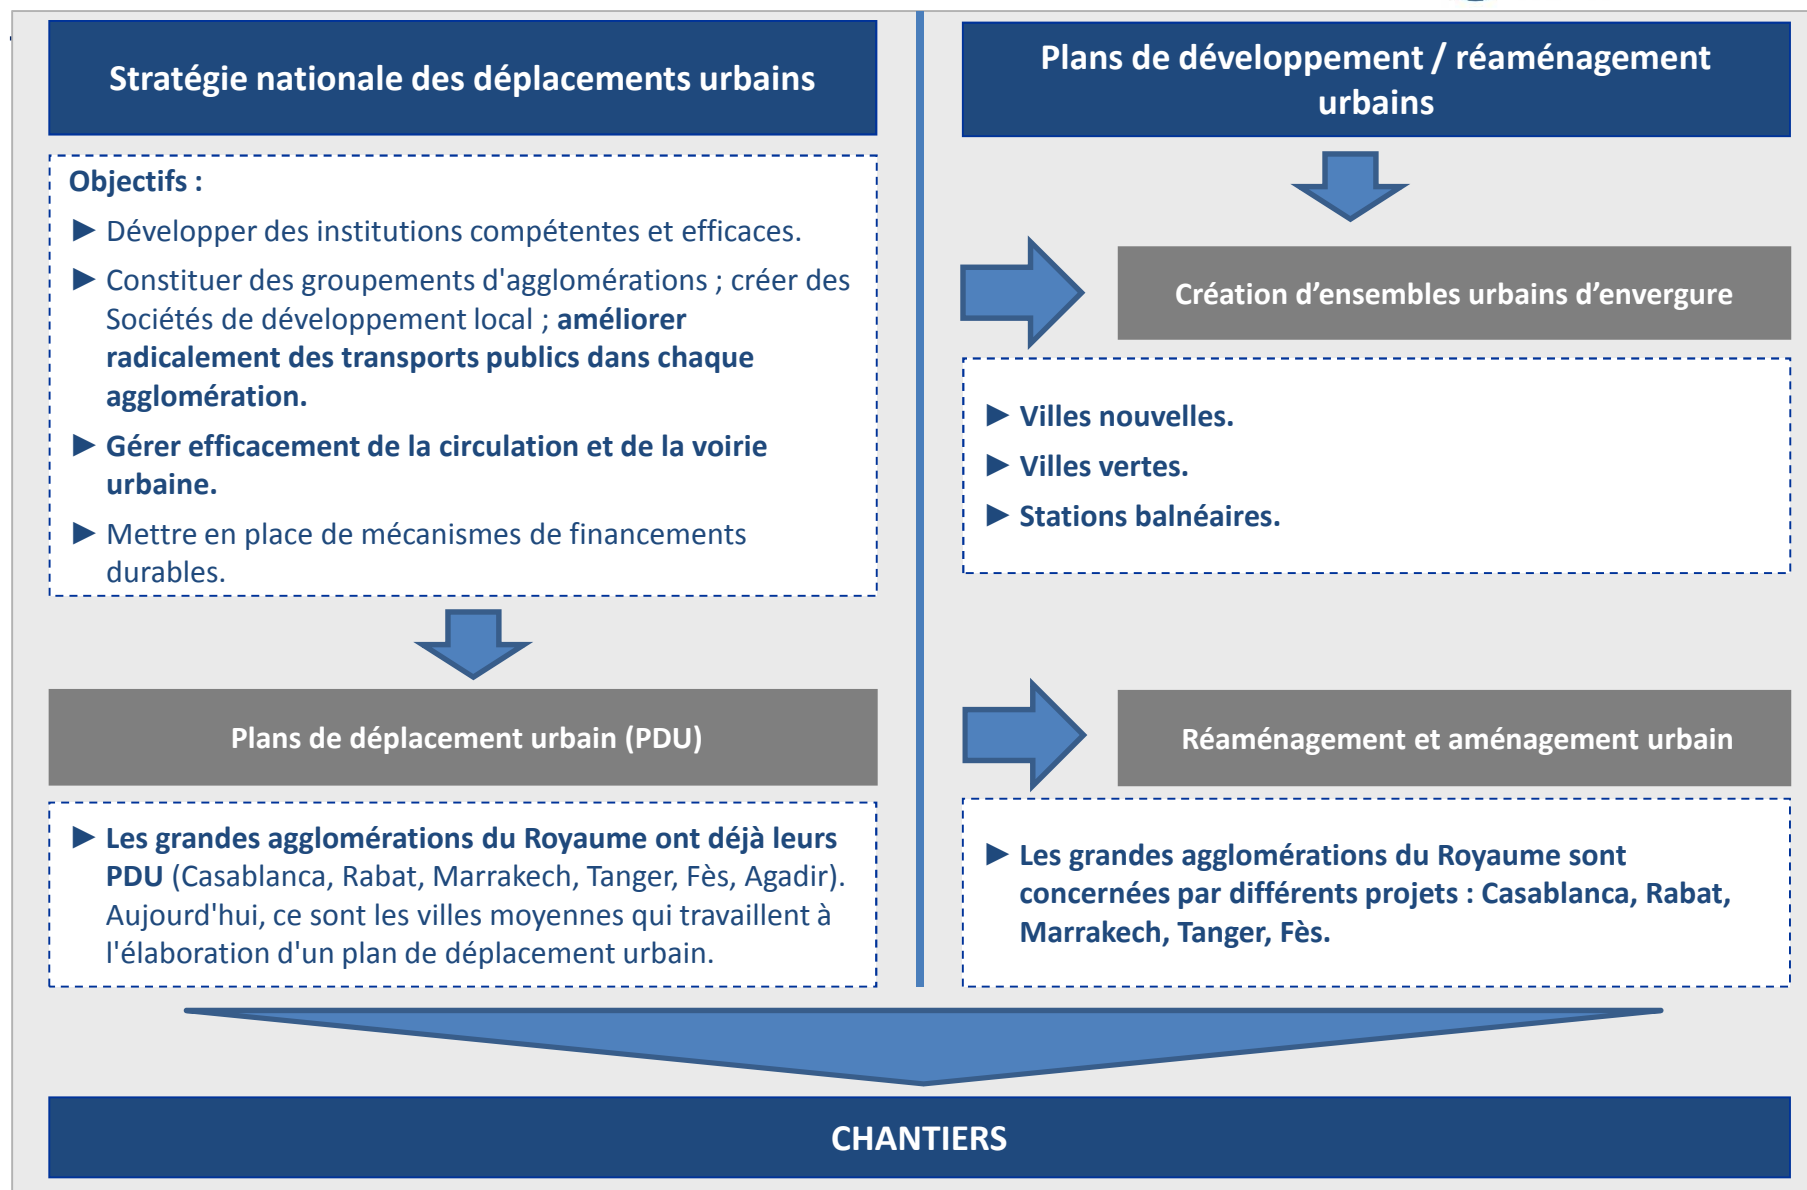 Stratégie nationale des déplacements urbains
Objectifs :
► Développer des institutions compétentes et efficaces.
► Constituer des groupements d'agglomérations ; créer des
Sociétés de développement local ; améliorer
radicalement des transports publics dans chaque
agglomération.
► Gérer efficacement de la circulation et de la voirie
urbaine.
► Mettre en place de mécanismes de financements
durables.
Plans de déplacement urbain (PDU)
► Les grandes agglomérations du Royaume ont déjà leurs
PDU (Casablanca, Rabat, Marrakech, Tanger, Fès, Agadir).
Aujourd'hui, ce sont les villes moyennes qui travaillent à
l'élaboration d'un plan de déplacement urbain.
Plans de développement / réaménagement
urbains
Création d’ensembles urbains d’envergure
► Villes nouvelles.
► Villes vertes.
► Stations balnéaires.
Réaménagement et aménagement urbain
► Les grandes agglomérations du Royaume sont
concernées par différents projets : Casablanca, Rabat,
Marrakech, Tanger, Fès.
CHANTIERS